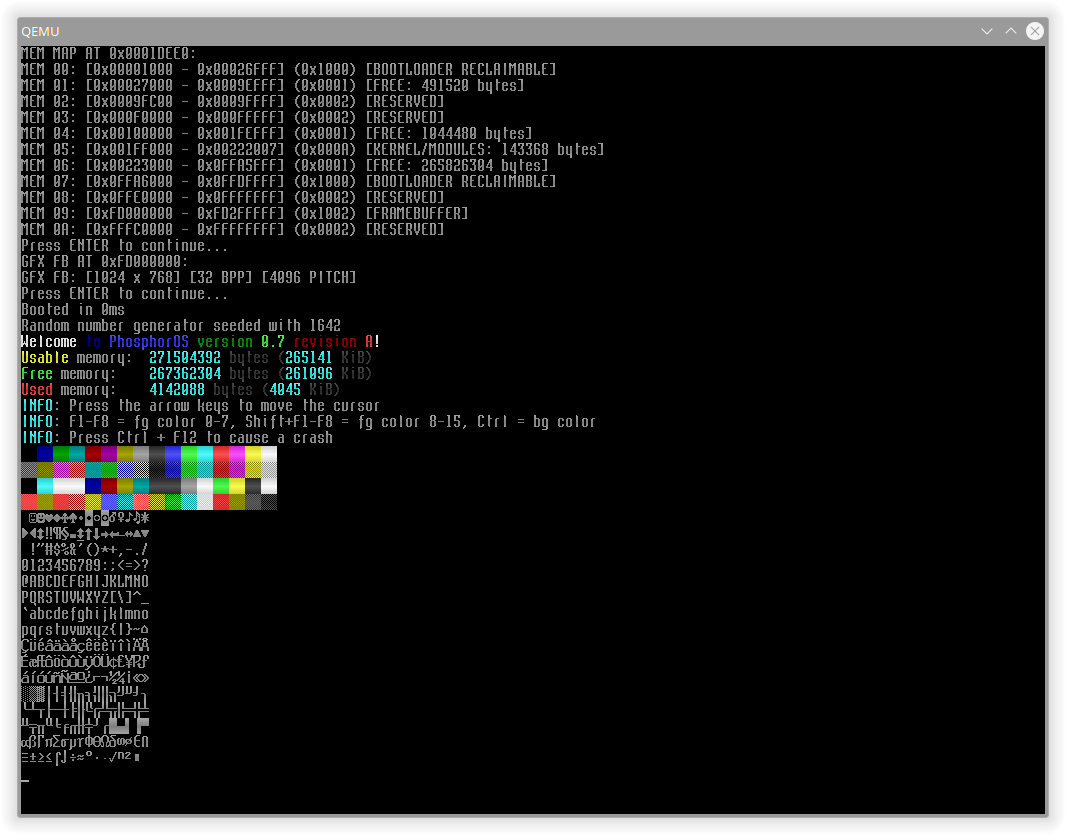 QEMU
MEM MAP AT 0x0001DEE0:
MEM 00: [0x00001000 - 0x00026FFF] (0x1000) [BOOTLOADER RECLAIMABLE]
MEM 01: [0x00027000 - 0x0009EFFF] (0x0001) [FREE: 491520 bytes]
MEM 02: [0x0009FC00 - 0x0009FFFF] (0x0002) [RESERVED]
MEM 03: [0x000F0000 - 0x000FFFFF] (0x0002) [RESERVED]
MEM 04: [0x00100000 - 0x001FEFFF] (0x0001) [FREE: 1044480 bytes]
MEM 05: [0x001FF000 - 0x00222007] (0x000A) [KERNEL/MODULES: 143368 bytes]
MEM 06: [0x00223000 - 0x0FFA5FFF] (0x0001) [FREE: 265826304 bytes]
MEM 07: [0x0FFA6000 - 0x0FFDFFFF] (0x1000) [BOOTLOADER RECLAIMABLE]
MEM 08: [0x0FFE0000 - 0x0FFFFFFF] (0x0002) [RESERVED]
MEM 09: [0xFD000000 - 0xFD2FFFFF] (0x1002) [FRAMEBUFFER]
MEM 0A: [0xFFFC0000 - 0xFFFFFFFF] (0x0002) [RESERVED]
Press ENTER to continue...
GFX FB AT 0xFD000000:
GFX FB: [1024 x 768] [32 BPP] [4096 PITCH]
Press ENTER to continue...
Booted in 0ms
Random number generator seeded with 1642
Welcome to PhosphorOS version 0.7 revision A!
Usable memory:  271504392 bytes (265141 KiB)
Free memory:    267362304 bytes (261096 KiB)
Used memory:    4142088 bytes (4045 KiB)
INFO: Press the arrow keys to move the cursor
INFO: F1-F8 = fg color 0-7, Shift+F1-F8 = fg color 8-15, Ctrl = bg color
INFO: Press Ctrl + F12 to cause a crash
!"#$%&'()*+,-./
0123456789:;<=>?
@ABCDEFGHIJKLMNO
PQRSTUVWXYZ[\]^_
`abcdefghijklmno
pqrstuvwxyz{|}~⌂
ÇüéâäàåçêëèïîìÄÅ
ÉæÆôöòûùÿÖÜ¢£¥₧ƒ
áíóúñÑªº¿⌐¬½¼¡«»
αßΓπΣσµτΦΘΩδ∞φε∩
≡±≥≤⌠⌡÷≈°∙·√ⁿ²■